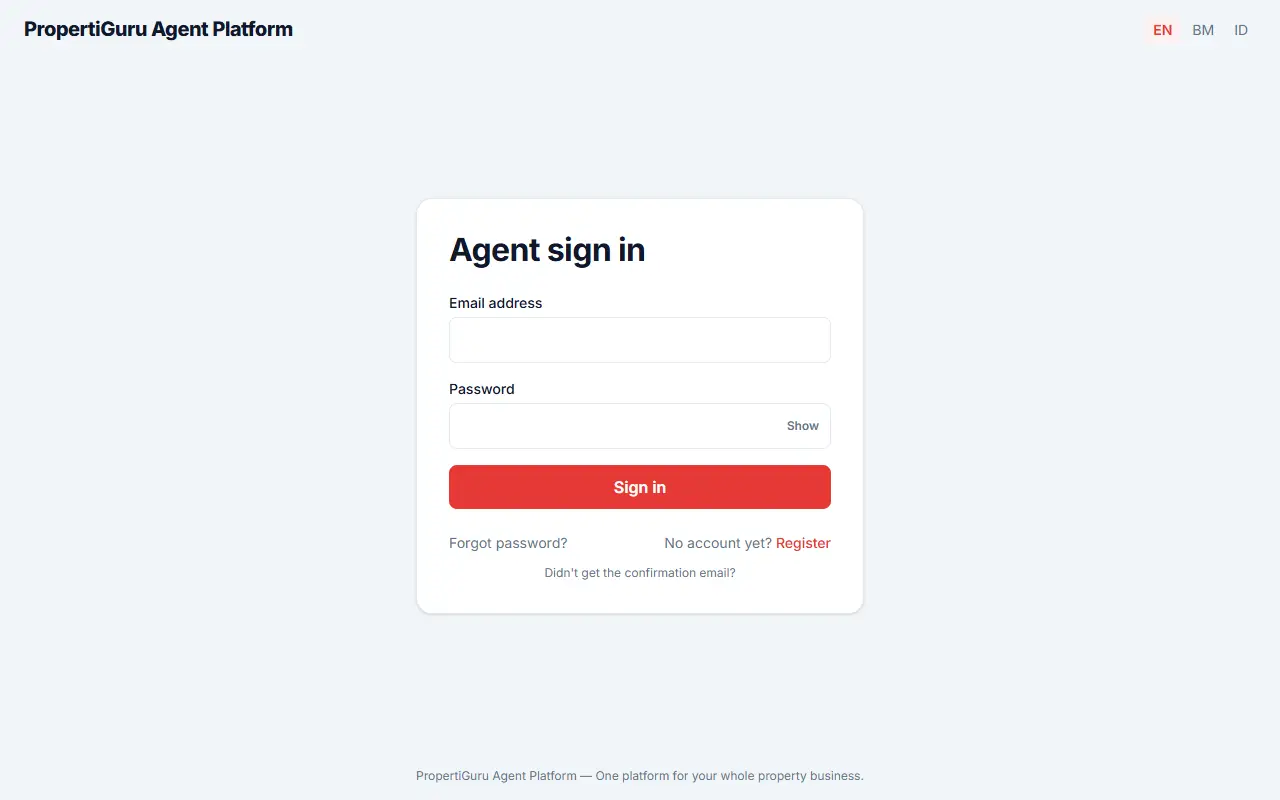 PropertiGuru Agent Platform
EN BM ID
Agent sign in
Email address
Password
Show
Sign in
Forgot password? No account yet? Register
Didn't get the confirmation email?
PropertiGuru Agent Platform — One platform for your whole property business.